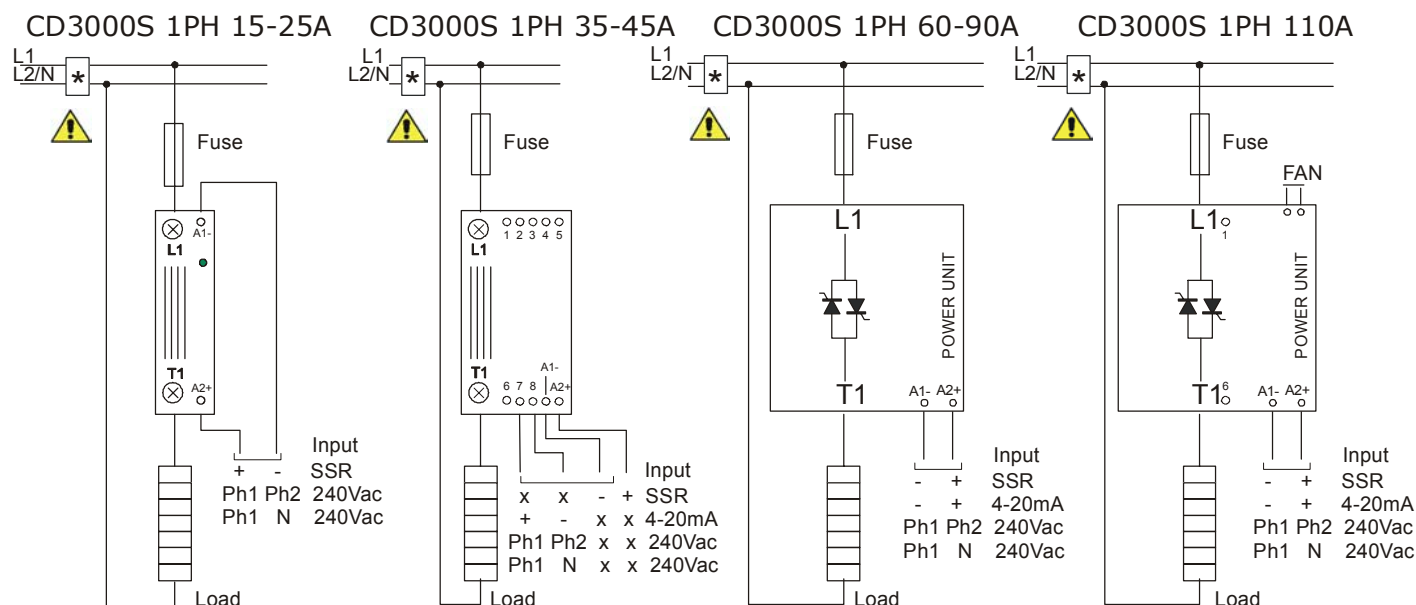 CD3000S 1PH 15-25A
L1
L2/N
*
Fuse
A1-
L1
T1
A2+
Input
+ - SSR
Ph1 Ph2 240Vac
Ph1 N 240Vac
Load
CD3000S 1PH 35-45A
L1
L2/N
*
Fuse
L1
1 2 3 4 5
T1
A1-
6 7 8 A2+
Input
x x - + SSR
+ - x x 4-20mA
Ph1 Ph2 x x 240Vac
Ph1 N x x 240Vac
Load
CD3000S 1PH 60-90A
L1
L2/N
*
Fuse
L1
POWER UNIT
T1
A1- A2+
Input
- + SSR
- + 4-20mA
Ph1 Ph2 240Vac
Ph1 N 240Vac
Load
CD3000S 1PH 110A
L1
L2/N
*
Fuse
FAN
L1
1
POWER UNIT
T1
6
A1- A2+
Input
- + SSR
- + 4-20mA
Ph1 Ph2 240Vac
Ph1 N 240Vac
Load